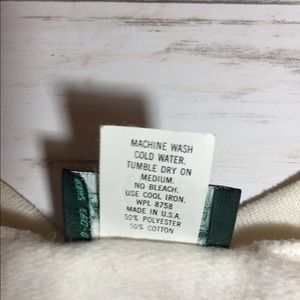 MACHINE WASH
COLD WATER.
TUMBLE DRY ON
MEDIUM.
NO BLEACH.
USE COOL IRON.
WPL 8758
MADE IN U.S.A.
50% POLYESTER
50% COTTON